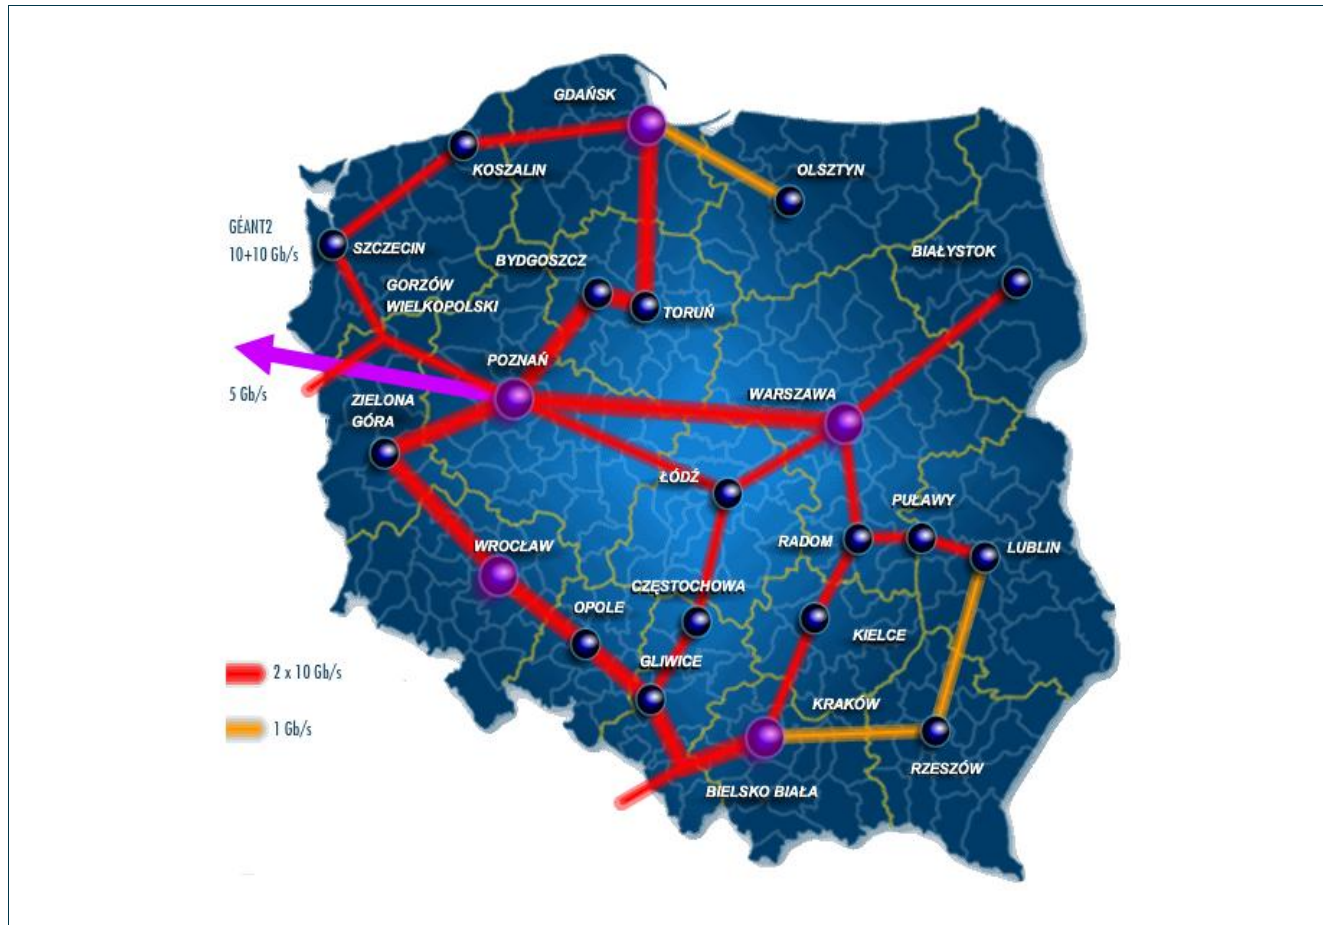 GDAŃSK
KOSZALIN
OLSZTYN
GÉANT2
10+10 Gb/s
SZCZECIN
BYDGOSZCZ
BIAŁYSTOK
GORZÓW
WIELKOPOLSKI
TORUŃ
POZNAŃ
5 Gb/s
ZIELONA
GÓRA
WARSZAWA
ŁÓDŹ
PUŁAWY
RADOM
LUBLIN
WROCŁAW
CZĘSTOCHOWA
OPOLE
KIELCE
GLIWICE
2 x 10 Gb/s
KRAKÓW
1 Gb/s
RZESZÓW
BIELSKO BIAŁA